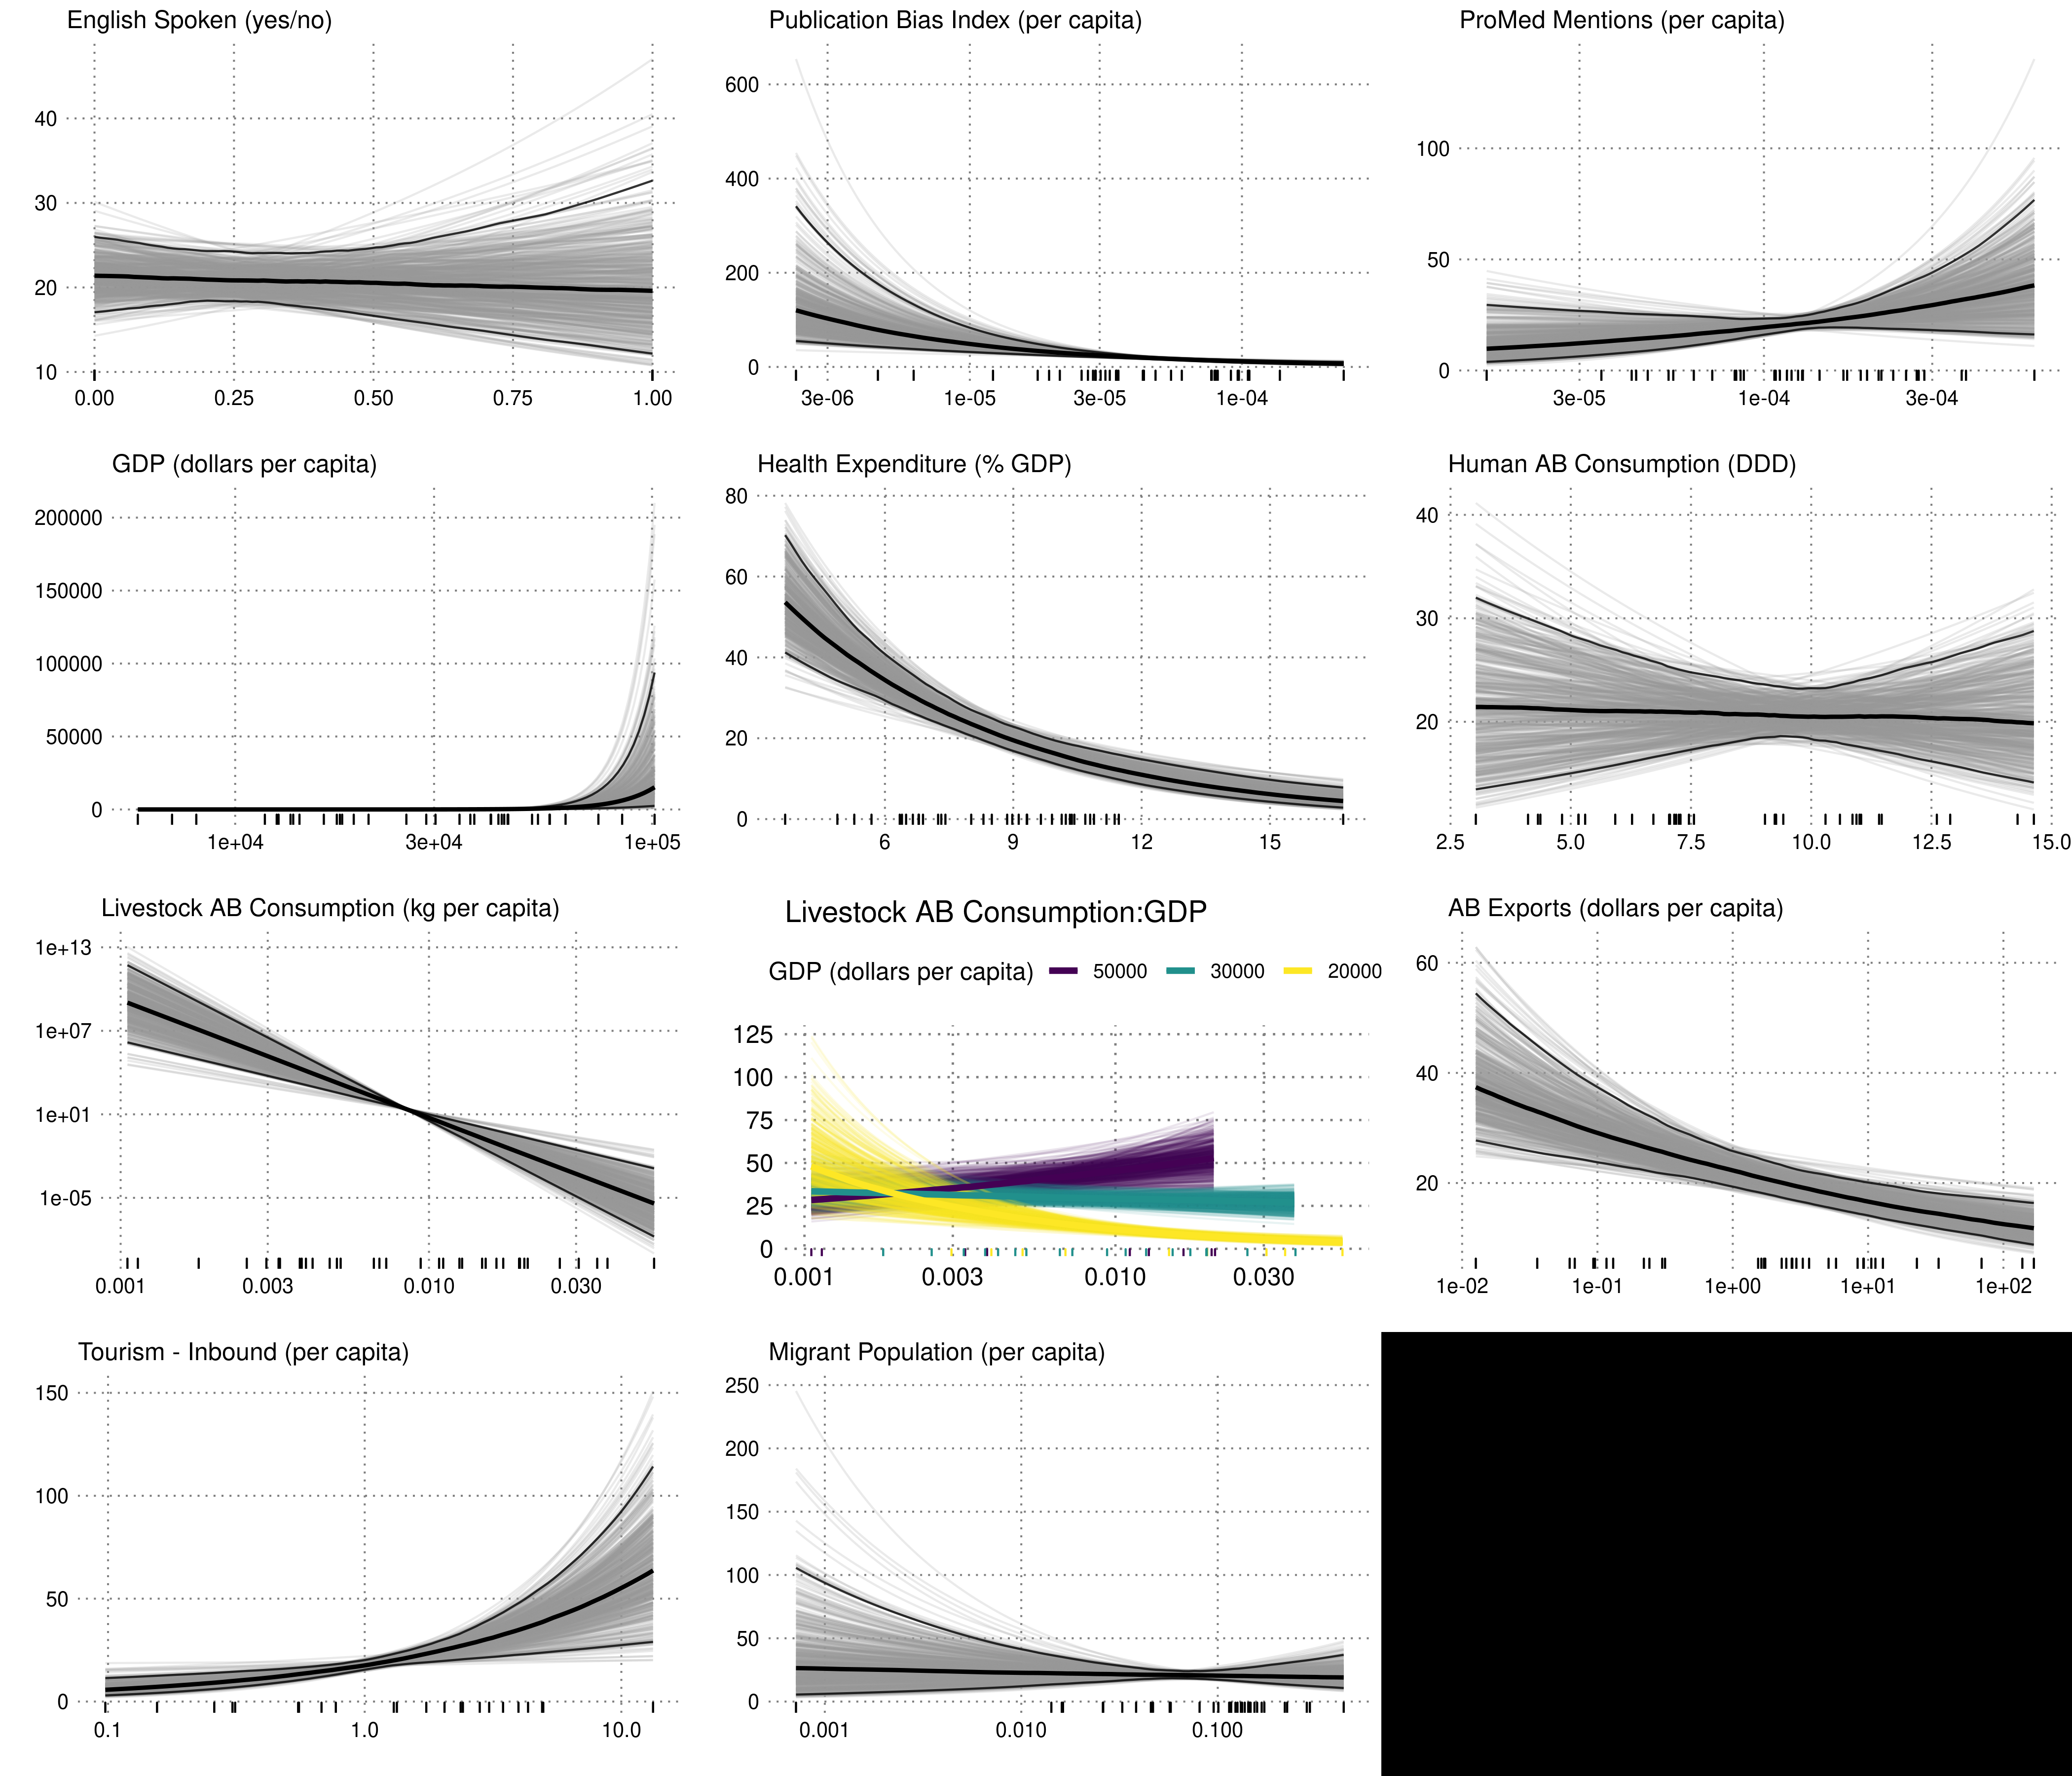 English Spoken (yes/no)
40
30
20
10
0.00 0.25 0.50 0.75 1.00
Publication Bias Index (per capita)
600
400
200
0
3e-06 1e-05 3e-05 1e-04
ProMed Mentions (per capita)
100
50
0
3e-05 1e-04 3e-04
GDP (dollars per capita)
200000
150000
100000
50000
0
1e+04 3e+04 1e+05
Health Expenditure (% GDP)
80
60
40
20
0
6 9 12 15
Human AB Consumption (DDD)
40
30
20
2.5 5.0 7.5 10.0 12.5 15.0
Livestock AB Consumption (kg per capita)
1e+13
1e+07
1e+01
1e-05
0.001 0.003 0.010 0.030
Livestock AB Consumption:GDP
GDP (dollars per capita) 50000 30000 20000
125
100
75
50
25
0
0.001 0.003 0.010 0.030
AB Exports (dollars per capita)
60
40
20
1e-02 1e-01 1e+00 1e+01 1e+02
Tourism - Inbound (per capita)
150
100
50
0
0.1 1.0 10.0
Migrant Population (per capita)
250
200
150
100
50
0
0.001 0.010 0.100